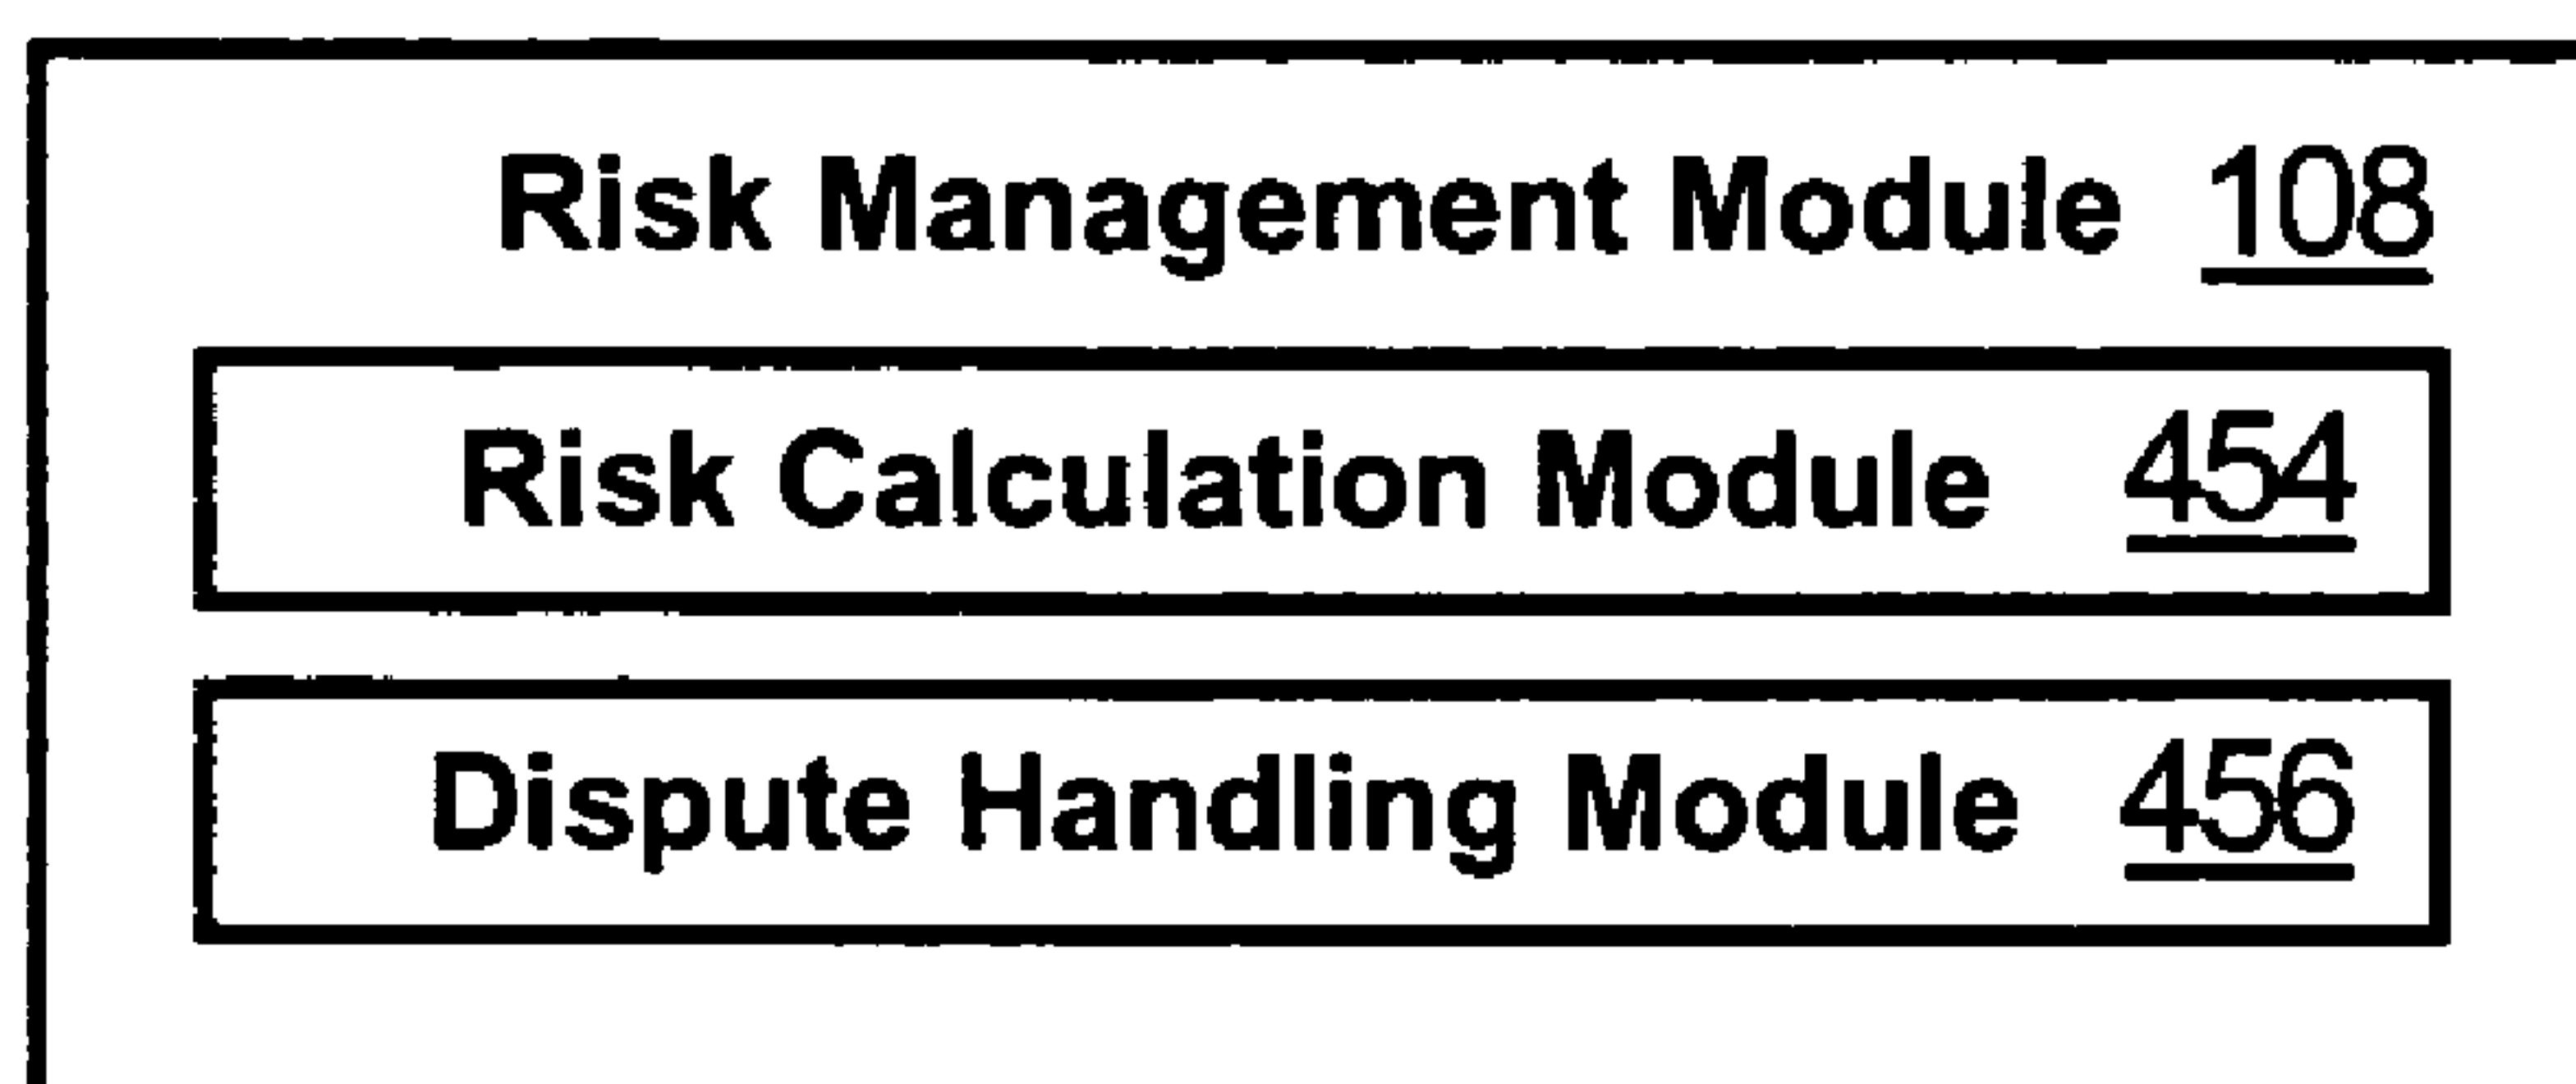 Risk Management Module 108
Risk Calculation Module 454
Dispute Handling Module 456